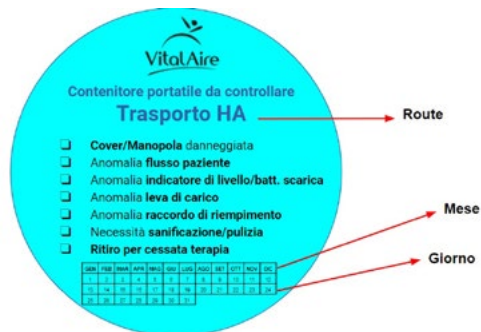 VitalAire
Contenitore portatile da controllare
Trasporto HA
Route
Cover/Manopola danneggiata
Anomalia flusso paziente
Anomalia indicatore di livello/batt. scarica
Anomalia leva di carico
Anomalia raccordo di riempimento
Necessità sanificazione/pulizia
Ritiro per cessata terapia
Mese
GEN FEB MAR APR MAG GIU LUG AGO SET OTT NOV DIC
1 2 3 4 5 6 7 8 9 10 11 12
13 14 15 16 17 18 19 20 21 22 23 24
25 26 27 28 29 30 31
Giorno